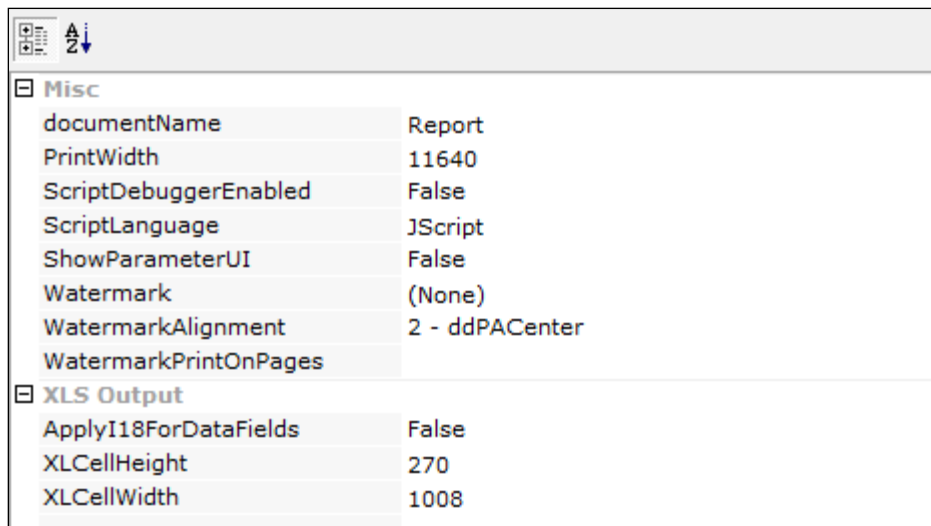 Misc
documentName Report
PrintWidth 11640
ScriptDebuggerEnabled False
ScriptLanguage JScript
ShowParameterUI False
Watermark (None)
WatermarkAlignment 2 - ddPACenter
WatermarkPrintOnPages
XLS Output
ApplyI18ForDataFields False
XLCellHeight 270
XLCellWidth 1008